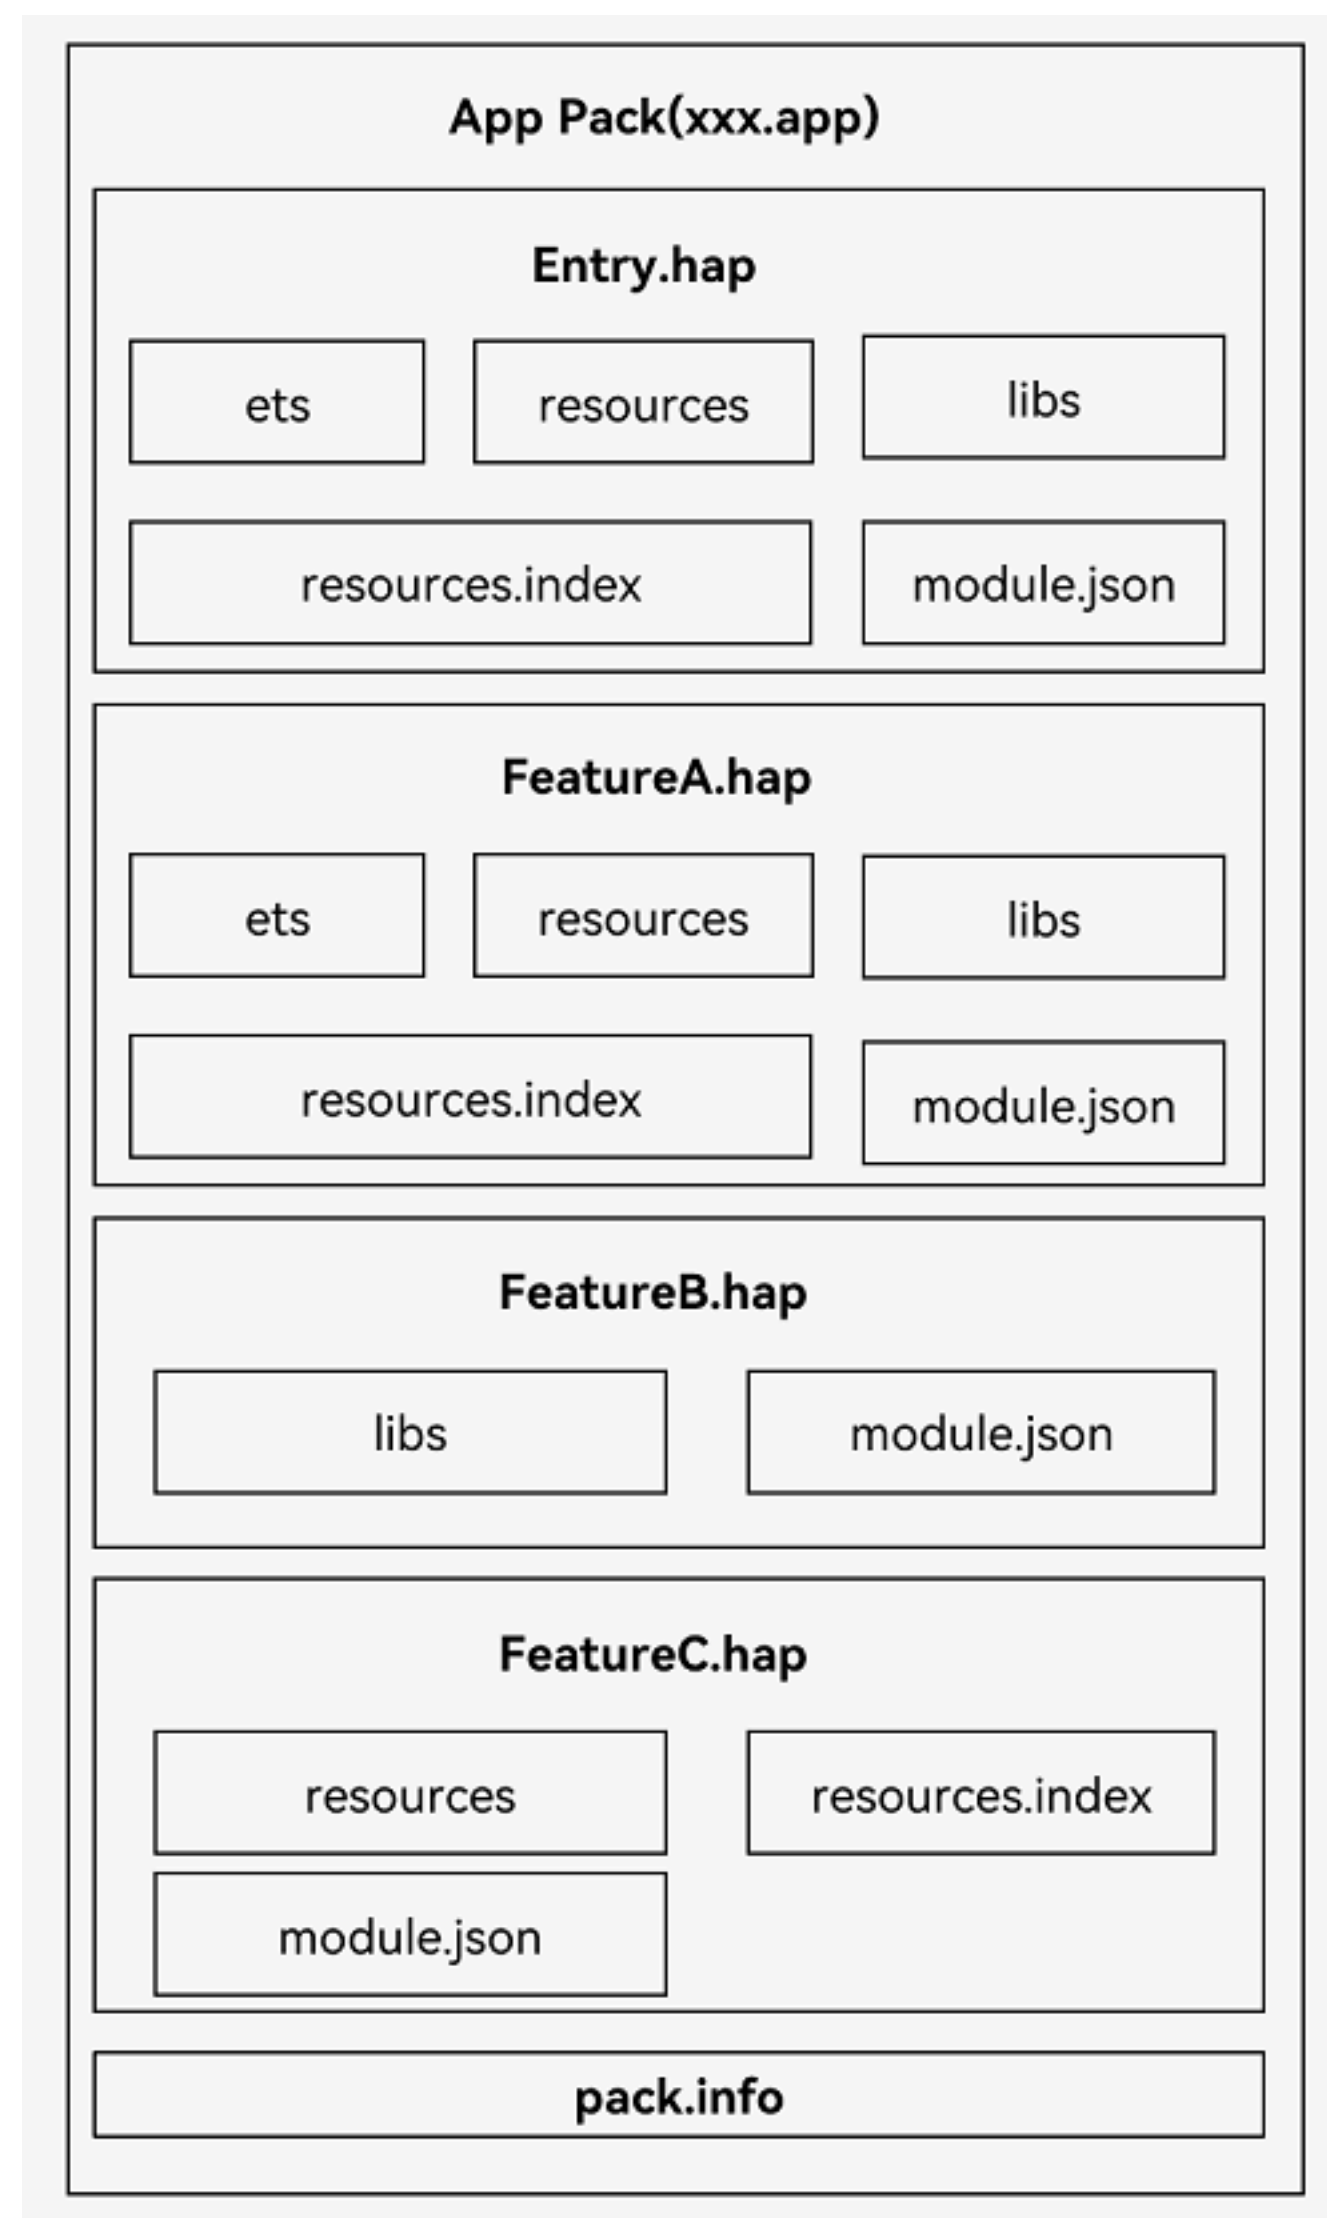 App Pack(xxx.app)
Entry.hap
ets
resources
libs
resources.index
module.json
FeatureA.hap
ets
resources
libs
resources.index
module.json
FeatureB.hap
libs
module.json
FeatureC.hap
resources
resources.index
module.json
pack.info